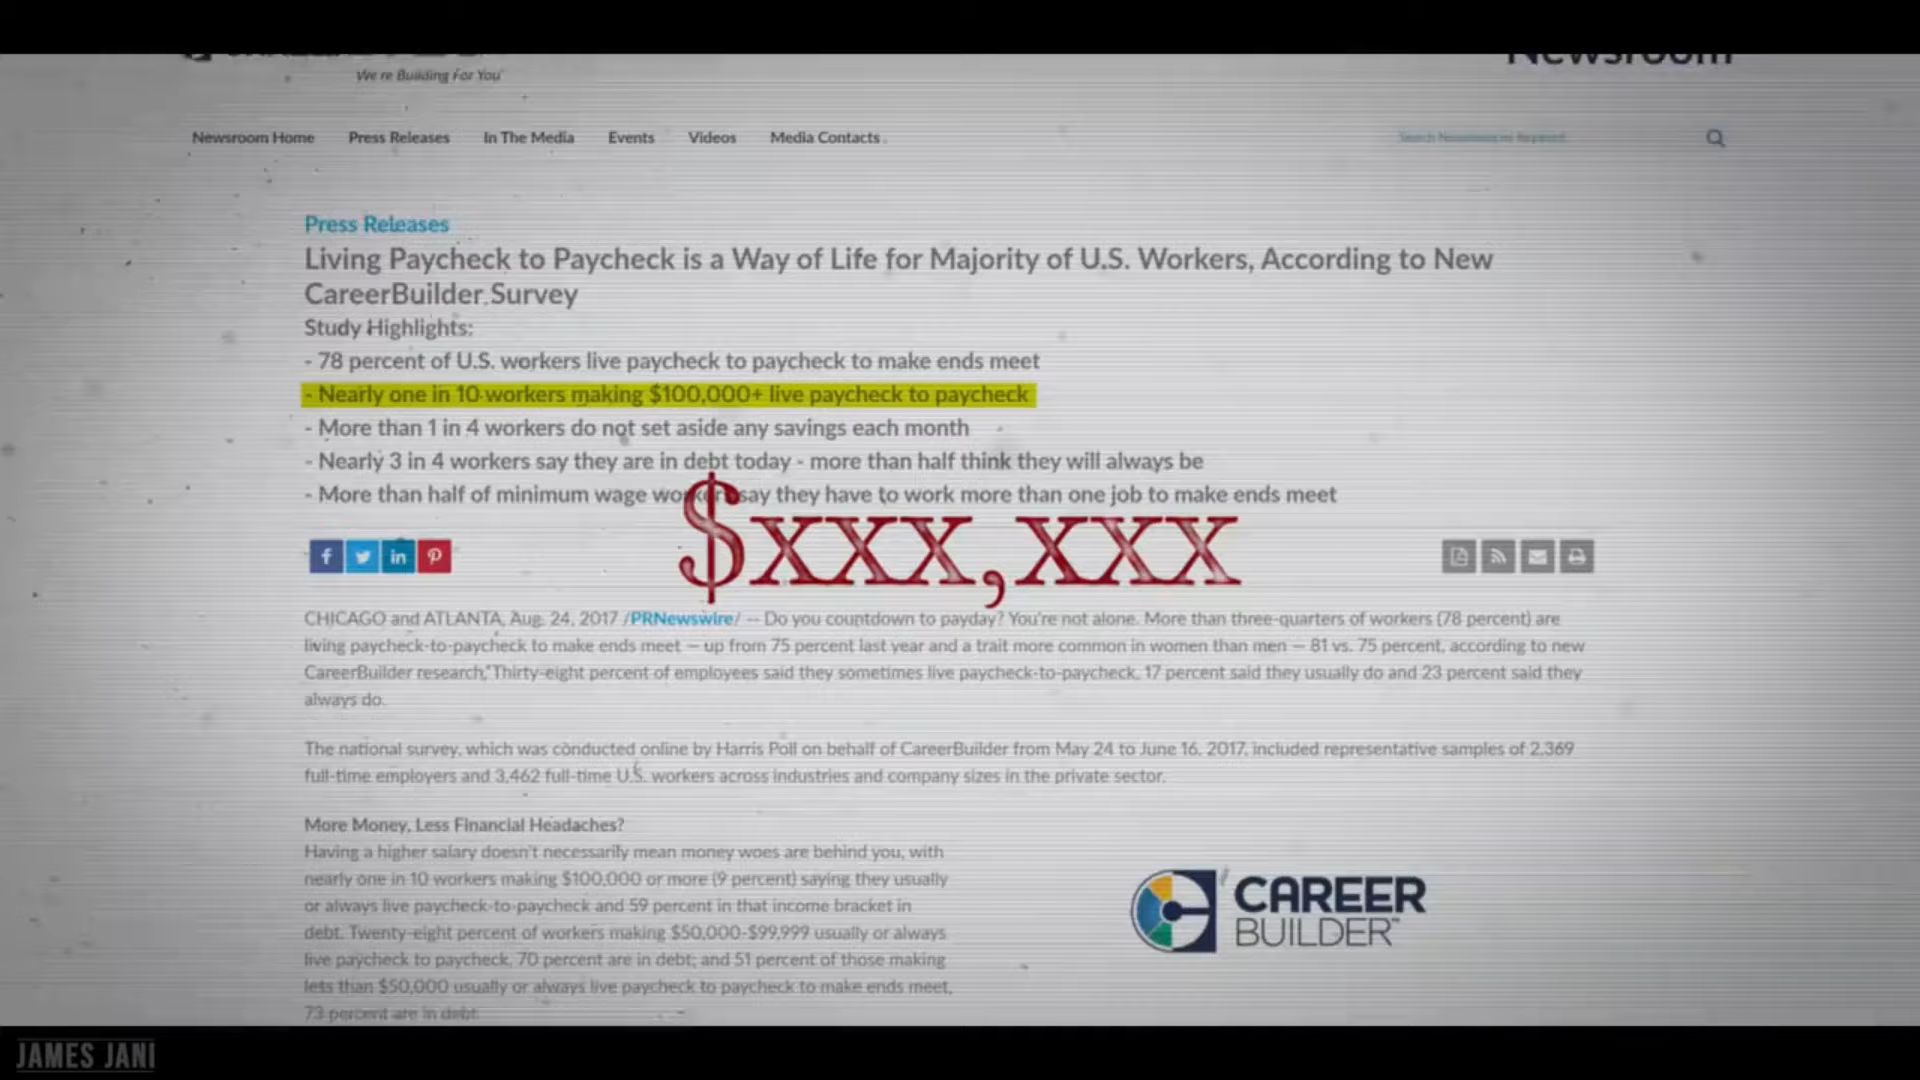 We're Building For You
Newsroom
Newsroom Home Press Releases In The Media Events Videos Media Contacts
Press Releases
Living Paycheck to Paycheck is a Way of Life for Majority of U.S. Workers, According to New
CareerBuilder Survey
Study Highlights:
- 78 percent of U.S. workers live paycheck to paycheck to make ends meet
- Nearly one in 10 workers making $100,000+ live paycheck to paycheck
- More than 1 in 4 workers do not set aside any savings each month
- Nearly 3 in 4 workers say they are in debt today - more than half think they will always be
- More than half of minimum wage workers say they have to work more than one job to make ends meet
$xxx,xxx
CHICAGO and ATLANTA, Aug. 24, 2017 /PRNewswire/ -- Do you countdown to payday? You're not alone. More than three-quarters of workers (78 percent) are
living paycheck-to-paycheck to make ends meet — up from 75 percent last year and a trait more common in women than men — 81 vs. 75 percent, according to new
CareerBuilder research. Thirty-eight percent of employees said they sometimes live paycheck-to-paycheck, 17 percent said they usually do and 23 percent said they
always do.
The national survey, which was conducted online by Harris Poll on behalf of CareerBuilder from May 24 to June 16, 2017, included representative samples of 2,369
full-time employers and 3,462 full-time U.S. workers across industries and company sizes in the private sector.
More Money, Less Financial Headaches?
Having a higher salary doesn't necessarily mean money woes are behind you, with
nearly one in 10 workers making $100,000 or more (9 percent) saying they usually
or always live paycheck-to-paycheck and 59 percent in that income bracket in
debt. Twenty-eight percent of workers making $50,000-$99,999 usually or always
live paycheck to paycheck, 70 percent are in debt; and 51 percent of those making
less than $50,000 usually or always live paycheck to paycheck to make ends meet,
73 percent are in debt.
CAREER
BUILDER™
JAMES JANI